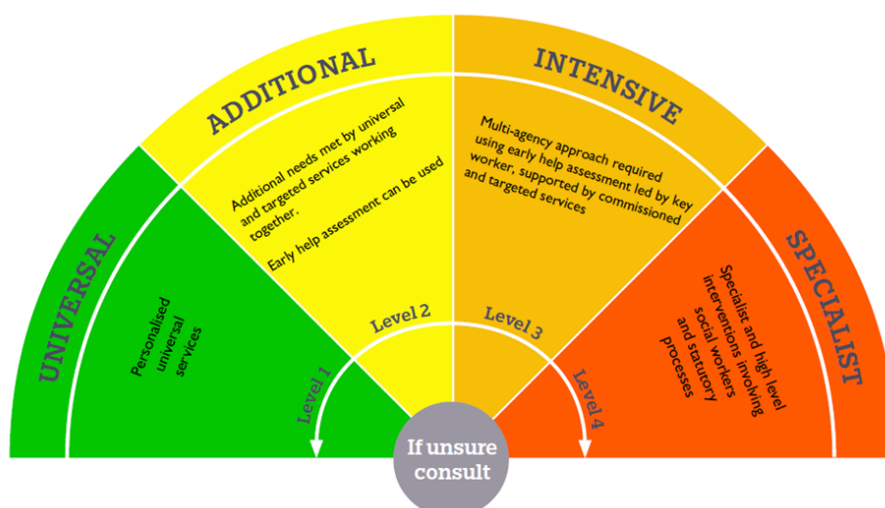 UNIVERSAL
Personalised
universal
services
Level 1
ADDITIONAL
Additional needs met by universal
and targeted services working
together.
Early help assessment can be used
Level 2
INTENSIVE
Multi-agency approach required
using early help assessment led by key
worker, supported by commissioned
and targeted services
Level 3
SPECIALIST
Specialist and high level
interventions involving
social workers
and statutory
processes
Level 4
If unsure
consult